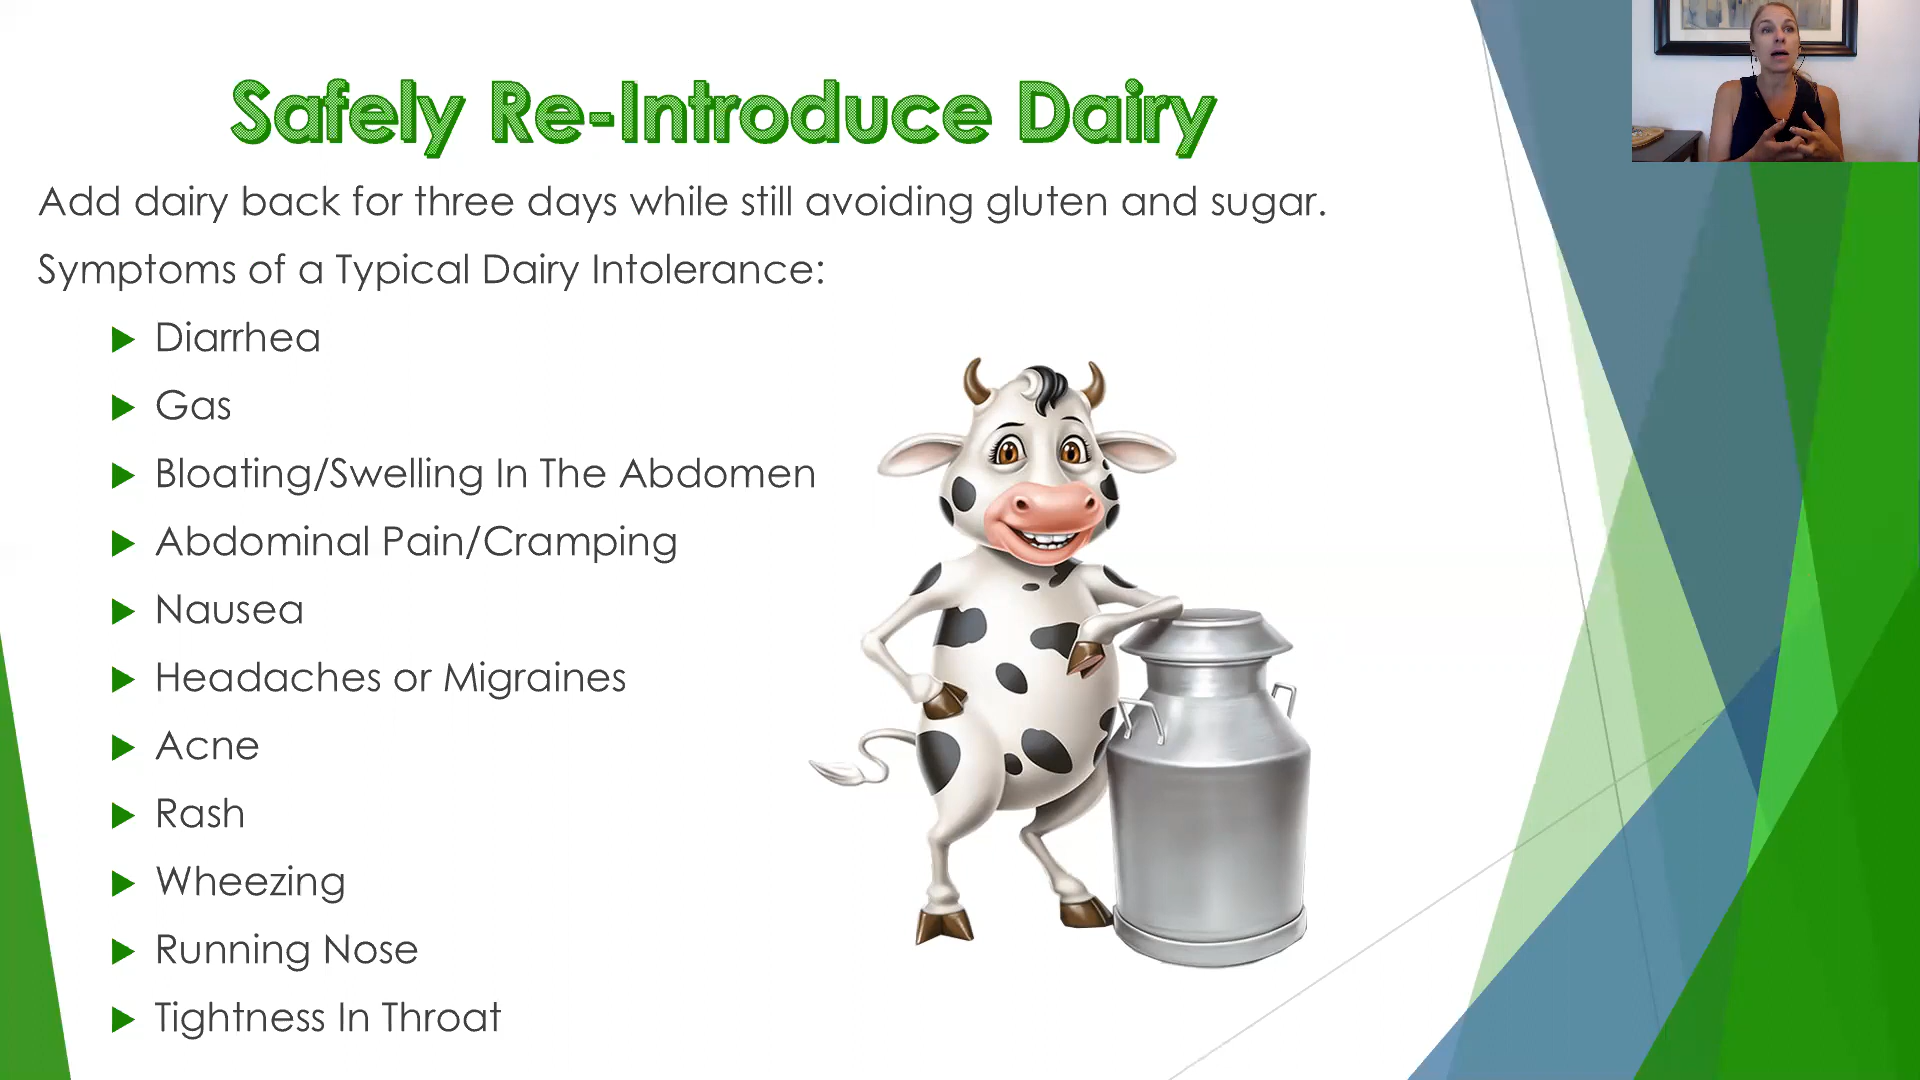 Safely Re-Introduce Dairy
Add dairy back for three days while still avoiding gluten and sugar.
Symptoms of a Typical Dairy Intolerance:
Diarrhea
Gas
Bloating/Swelling In The Abdomen
Abdominal Pain/Cramping
Nausea
Headaches or Migraines
Acne
Rash
Wheezing
Running Nose
Tightness In Throat